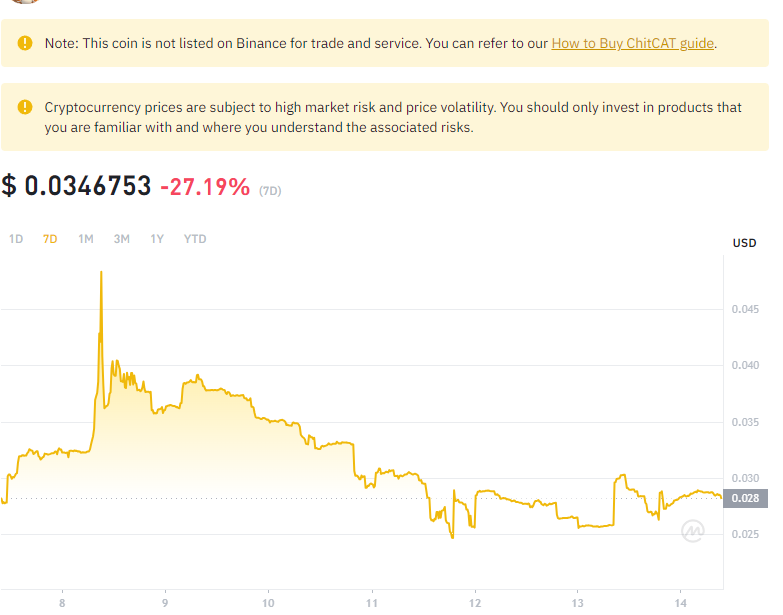 Note: This coin is not listed on Binance for trade and service. You can refer to our How to Buy ChitCAT guide.
Cryptocurrency prices are subject to high market risk and price volatility. You should only invest in products that
you are familiar with and where you understand the associated risks.
$ 0.0346753 -27.19% (7D)
1D 7D 1M 3M 1Y YTD
USD
0.045
0.040
0.035
0.030
0.028
0.025
8 9 10 11 12 13 14